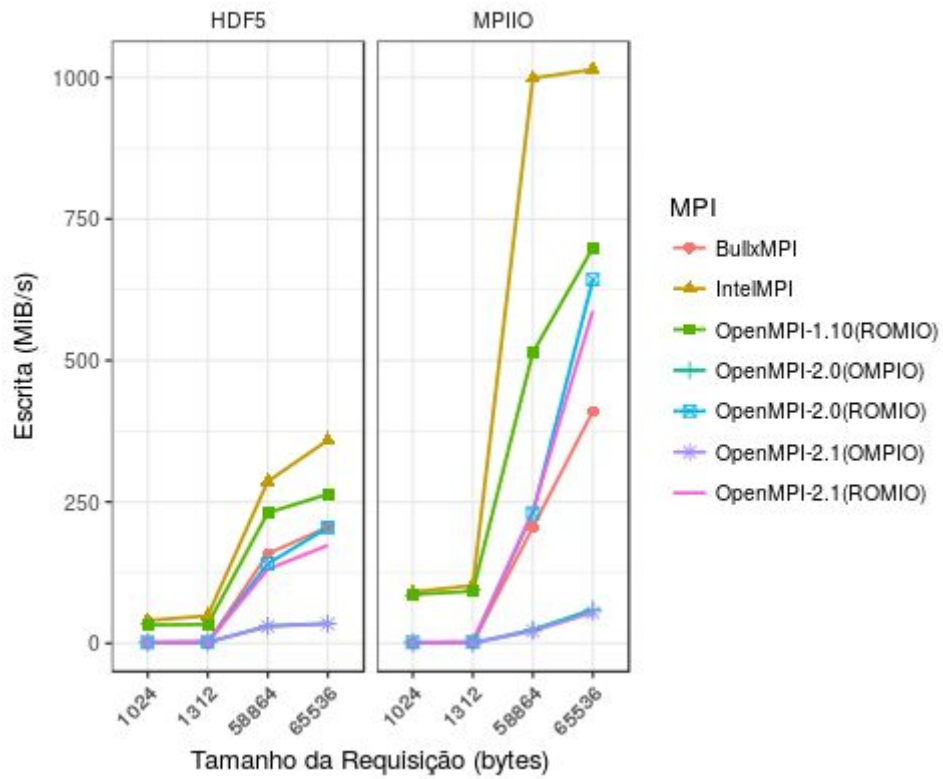 HDF5
MPIIO
1000
750
500
250
0
Escrita (MiB/s)
1024
1312
58864
65536
1024
1312
58864
65536
Tamanho da Requisição (bytes)
MPI
BullxMPI
IntelMPI
OpenMPI-1.10(ROMIO)
OpenMPI-2.0(OMPIO)
OpenMPI-2.0(ROMIO)
OpenMPI-2.1(OMPIO)
OpenMPI-2.1(ROMIO)